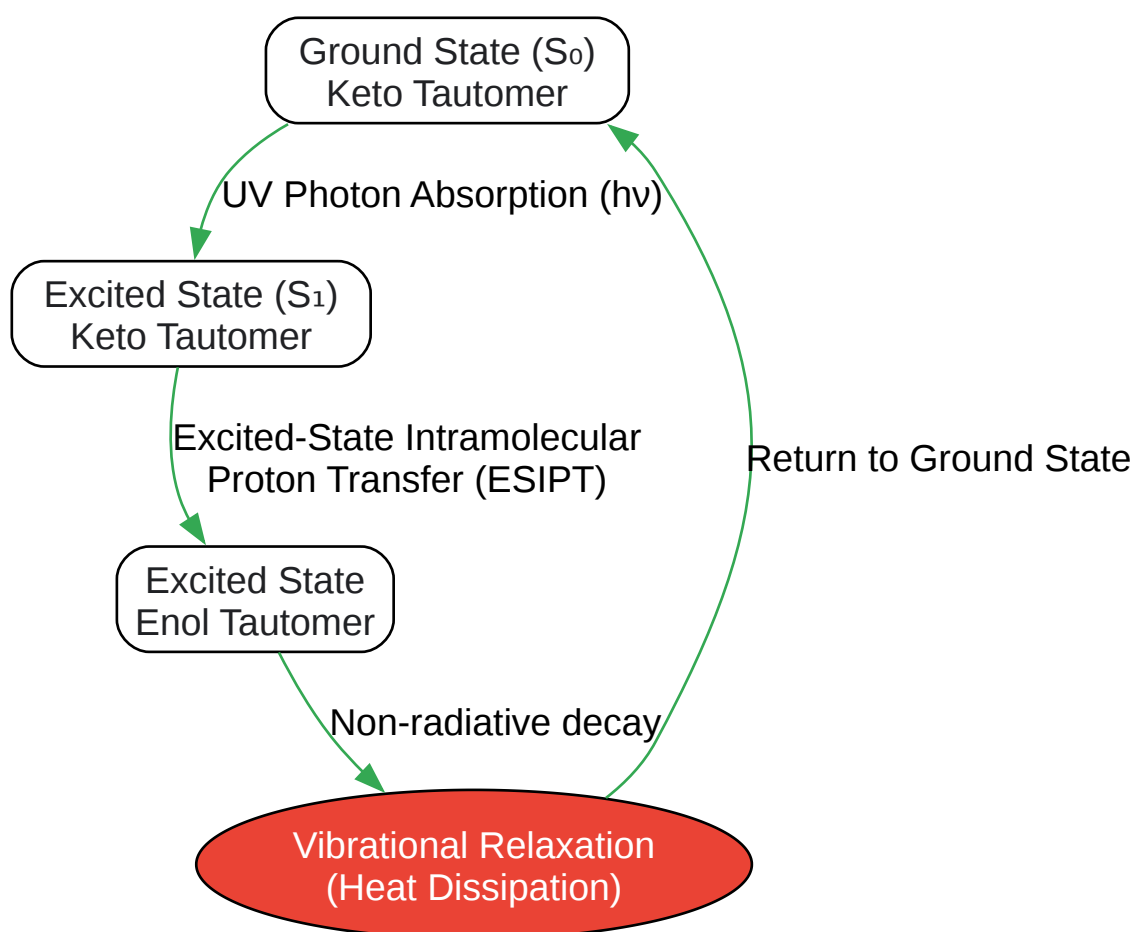 Ground State (S₀)
Keto Tautomer
UV Photon Absorption (hν)
Excited State (S₁)
Keto Tautomer
Excited-State Intramolecular
Proton Transfer (ESIPT)
Return to Ground State
Excited State
Enol Tautomer
Non-radiative decay
Vibrational Relaxation
(Heat Dissipation)